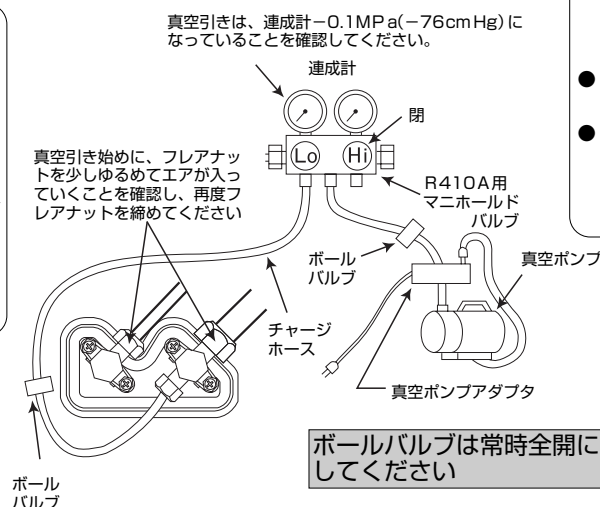 真空引きは、連成計−0.1MPa(−76cmHg)に
なっていることを確認してください。
連成計
閉
真空引き始めに、フレアナッ
トを少しゆるめてエアが入っ
ていくことを確認し、再度フ
レアナットを締めてください
Lo
Hi
R410A用
マニホールド
バルブ
ボール
バルブ
真空ポンプ
チャージ
ホース
真空ポンプアダプタ
ボールバルブは常時全開に
してください
ボール
バルブ